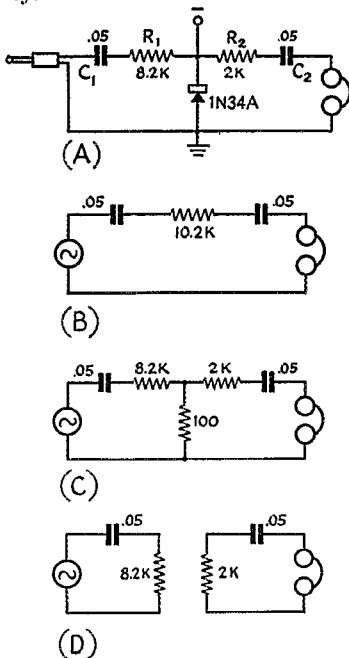 .05 R1 R2 .05
C1 8.2K 2K C2
1N34A
(A)
.05 .05
10.2K
(B)
.05 8.2K 2K .05
100
(C)
.05 .05
8.2K 2K
(D)